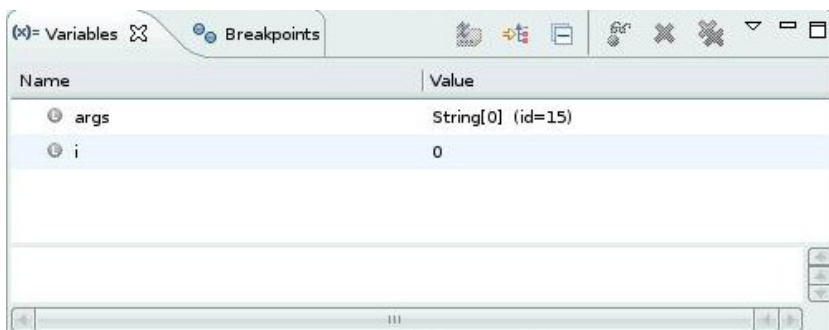 (x)= Variables Breakpoints
Name Value
args String[0] (id=15)
i 0